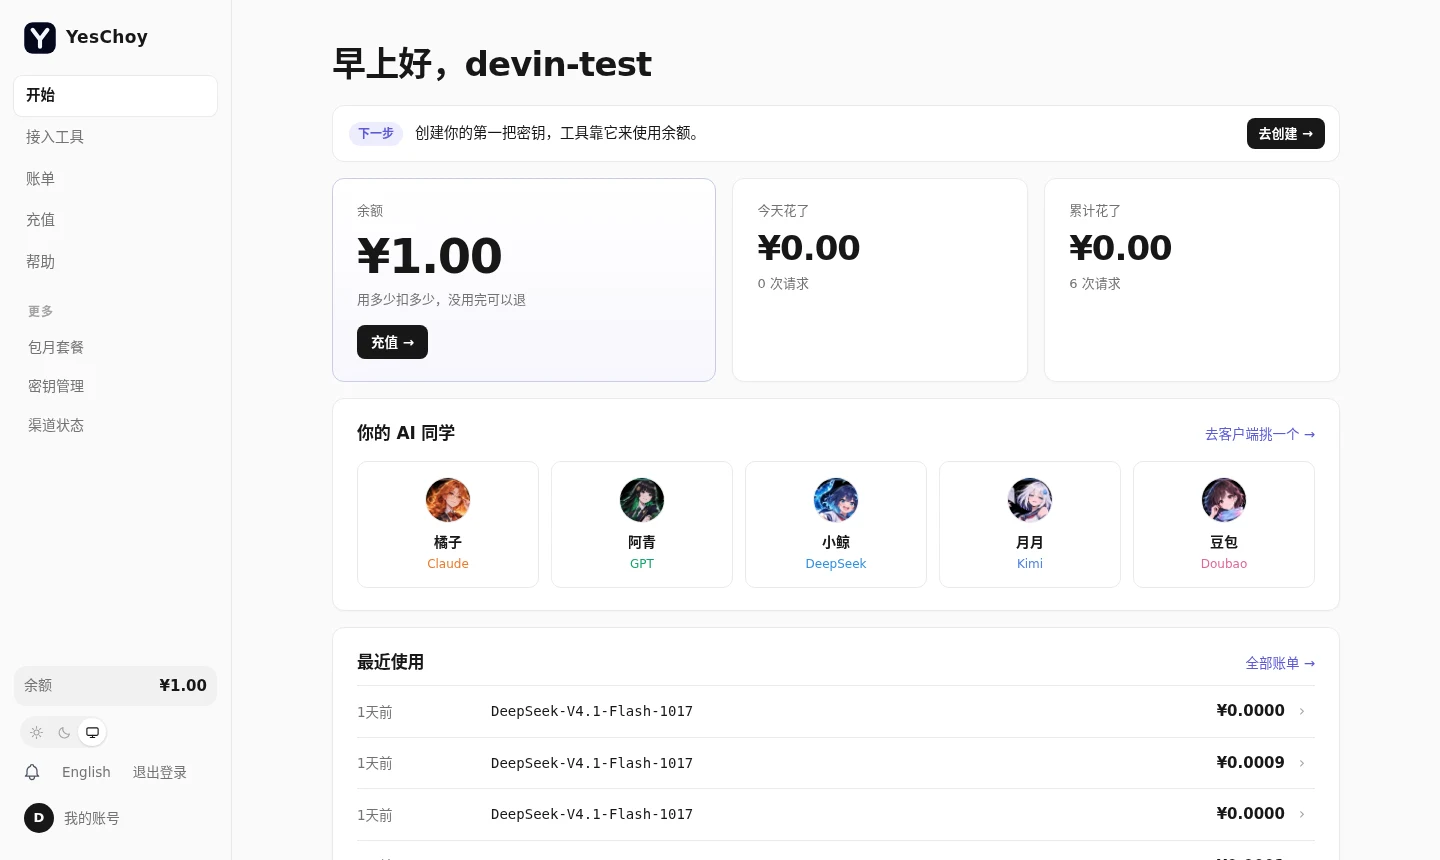 YesChoy
开始
接入工具
账单
充值
帮助
更多
包月套餐
密钥管理
渠道状态
余额 ¥1.00
English 退出登录
D 我的账号
早上好，devin-test
下一步 创建你的第一把密钥，工具靠它来使用余额。 去创建 →
余额
¥1.00
用多少扣多少，没用完可以退
充值 →
今天花了
¥0.00
0 次请求
累计花了
¥0.00
6 次请求
你的 AI 同学 去客户端挑一个 →
橘子
Claude
阿青
GPT
小鲸
DeepSeek
月月
Kimi
豆包
Doubao
最近使用 全部账单 →
1天前 DeepSeek-V4.1-Flash-1017 ¥0.0000 ›
1天前 DeepSeek-V4.1-Flash-1017 ¥0.0009 ›
1天前 DeepSeek-V4.1-Flash-1017 ¥0.0000 ›